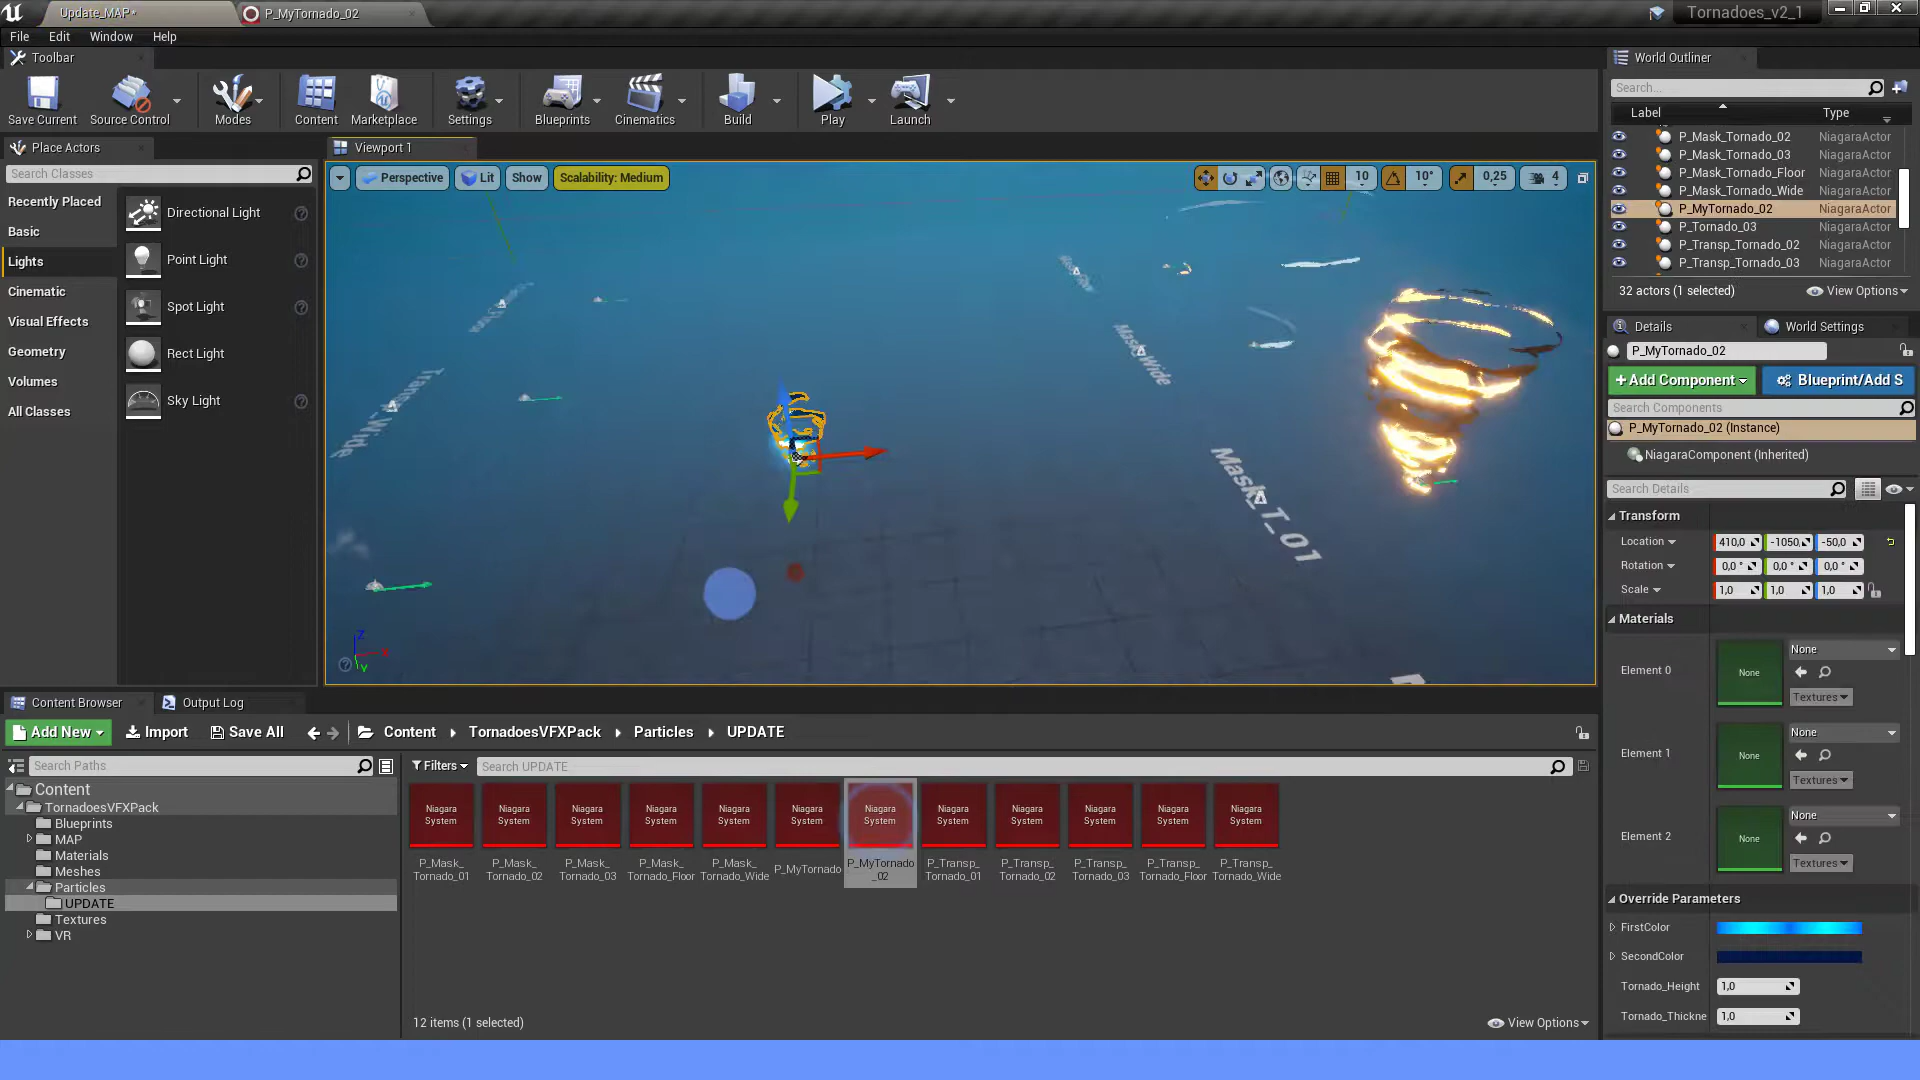 Update_MAP*
P_MyTornado_02
Tornadoes_v2_1
File Edit Window Help
Toolbar
World Outliner
Save Current
Source Control
Modes
Content
Marketplace
Settings
Blueprints
Cinematics
Build
Play
Launch
Search...
Label Type
P_Mask_Tornado_02 NiagaraActor
P_Mask_Tornado_03 NiagaraActor
P_Mask_Tornado_Floor NiagaraActor
P_Mask_Tornado_Wide NiagaraActor
P_MyTornado_02 NiagaraActor
P_Tornado_03 NiagaraActor
P_Transp_Tornado_02 NiagaraActor
P_Transp_Tornado_03 NiagaraActor
32 actors (1 selected)
View Options
Place Actors
Search Classes
Recently Placed
Basic
Lights
Cinematic
Visual Effects
Geometry
Volumes
All Classes
Directional Light
Point Light
Spot Light
Rect Light
Sky Light
Viewport 1
Perspective
Lit
Show
Scalability: Medium
10
10°
0,25
4
Mask_Wide
Mask_T_01
Z
X
Y
Details
World Settings
P_MyTornado_02
+Add Component
Blueprint/Add S
Search Components
P_MyTornado_02 (Instance)
NiagaraComponent (Inherited)
Search Details
Transform
Location 410,0 -1050, -50,0
Rotation 0,0 ° 0,0 ° 0,0 °
Scale 1,0 1,0 1,0
Materials
Element 0
None
None
Textures
Element 1
None
None
Textures
Element 2
None
None
Textures
Override Parameters
FirstColor
SecondColor
Tornado_Height 1,0
Tornado_Thickne 1,0
Content Browser
Output Log
Add New
Import
Save All
Content
TornadoesVFXPack
Particles
UPDATE
Search Paths
Content
TornadoesVFXPack
Blueprints
MAP
Materials
Meshes
Particles
UPDATE
Textures
VR
Filters
Search UPDATE
Niagara System
P_Mask_
Tornado_01
Niagara System
P_Mask_
Tornado_02
Niagara System
P_Mask_
Tornado_03
Niagara System
P_Mask_
Tornado_Floor
Niagara System
P_Mask_
Tornado_Wide
Niagara System
P_MyTornado
Niagara System
P_MyTornado
_02
Niagara System
P_Transp_
Tornado_01
Niagara System
P_Transp_
Tornado_02
Niagara System
P_Transp_
Tornado_03
Niagara System
P_Transp_
Tornado_Floor
Niagara System
P_Transp_
Tornado_Wide
12 items (1 selected)
View Options